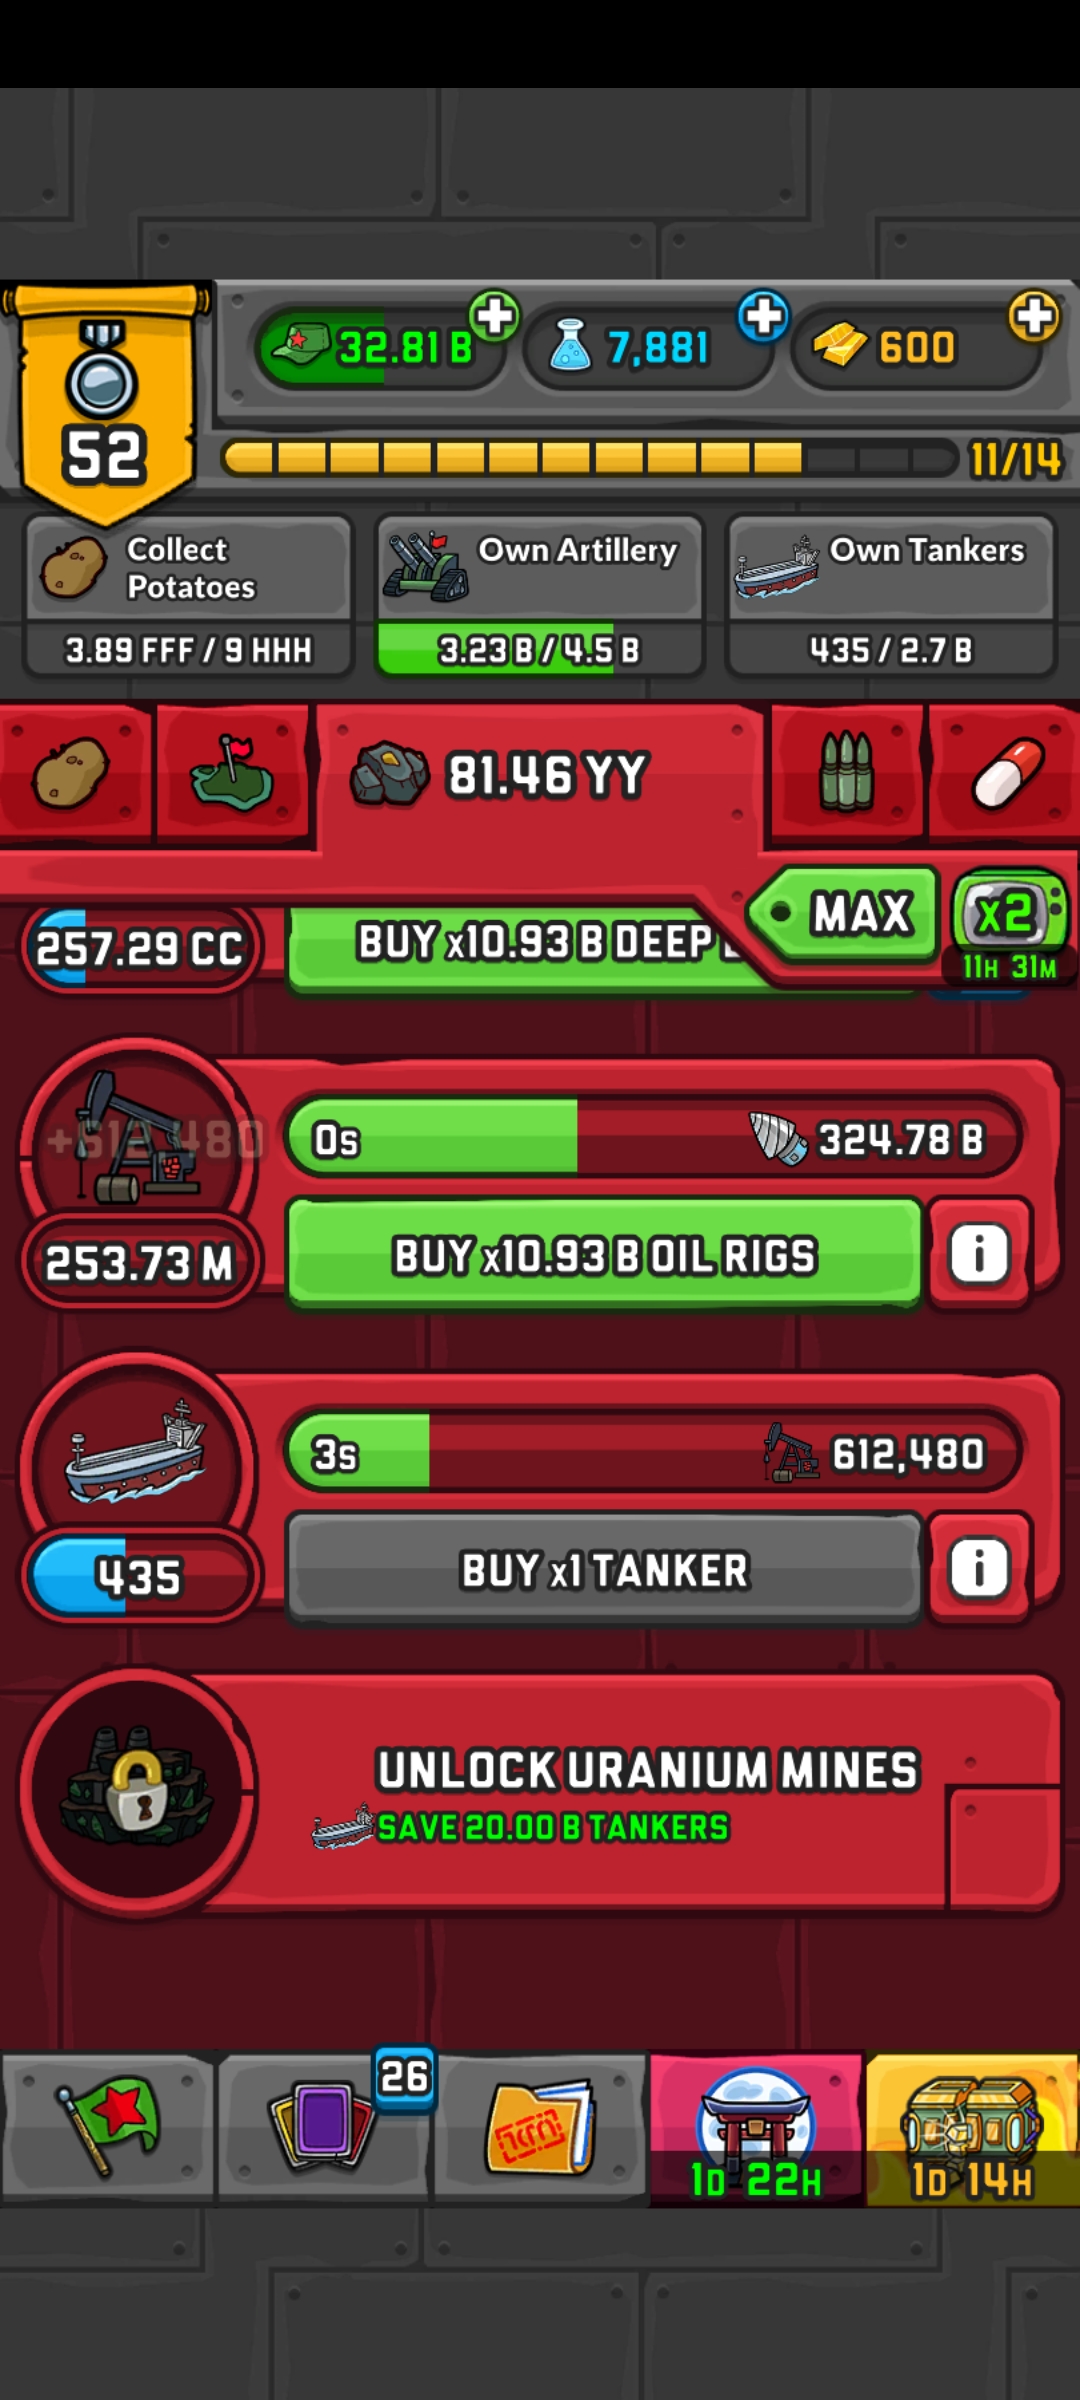 32.81 B
7,881
600
52
11/14
Collect
Potatoes
3.89 FFF / 9 HHH
Own Artillery
3.23 B / 4.5 B
Own Tankers
435 / 2.7 B
81.46 YY
MAX
x2
11H 31M
257.29 CC
BUY x10.93 B DEEP
+612,480
0s
324.78 B
253.73 M
BUY x10.93 B OIL RIGS
i
3s
612,480
435
BUY x1 TANKER
i
UNLOCK URANIUM MINES
SAVE 20.00 B TANKERS
26
1D 22H
1D 14H